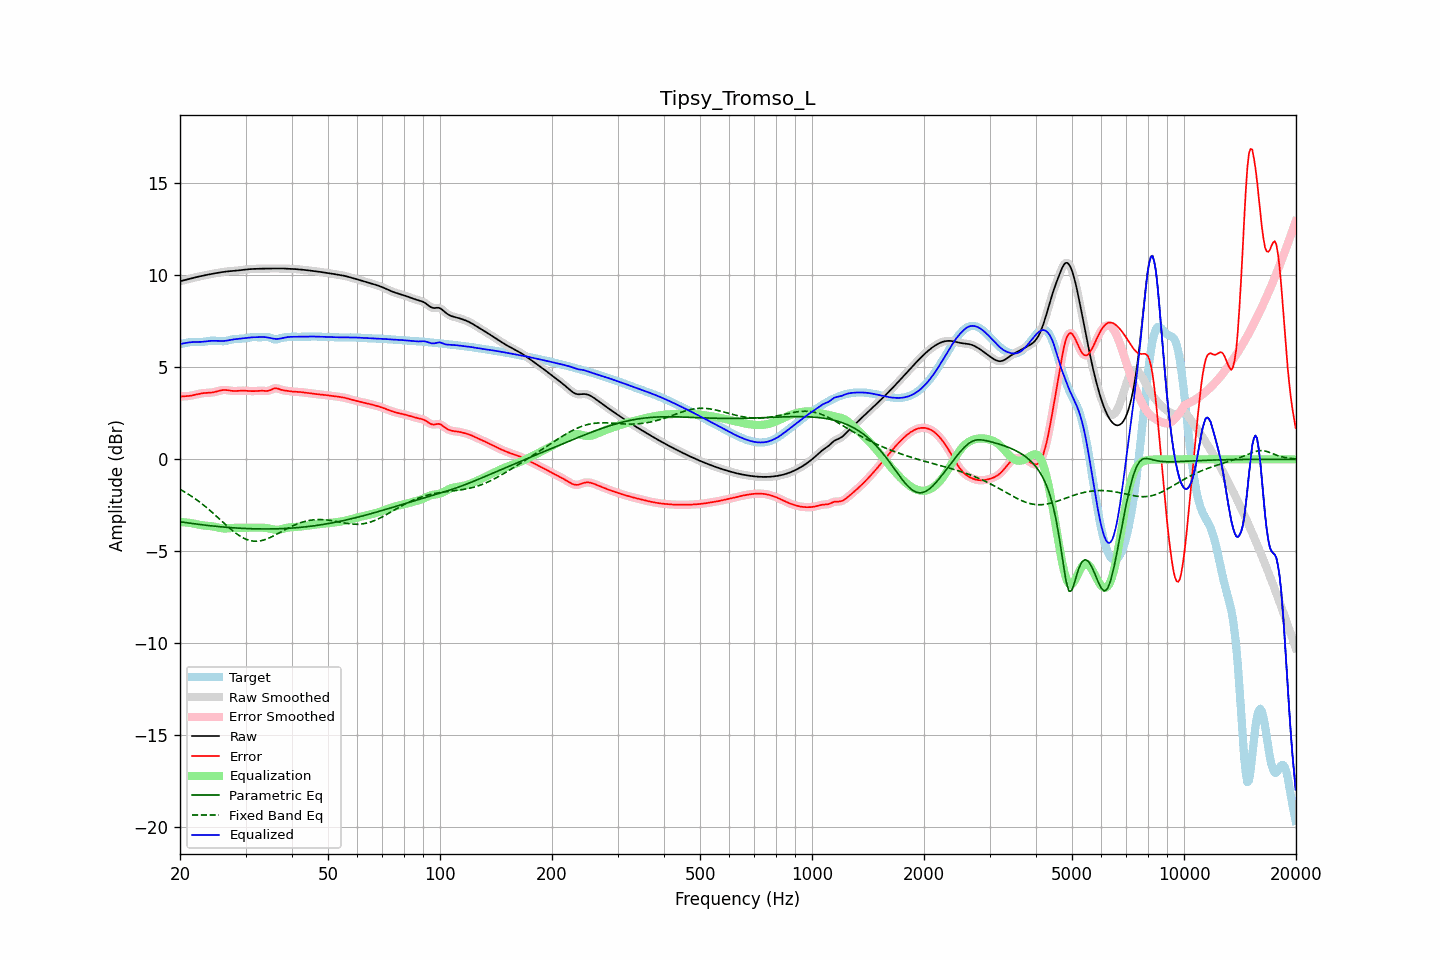 Tipsy_Tromso_L
Amplitude (dBr)
15
10
5
0
−5
−10
−15
−20
Target
Raw Smoothed
Error Smoothed
Raw
Error
Equalization
Parametric Eq
Fixed Band Eq
Equalized
20
50
100
200
500
1000
2000
5000
10000
20000
Frequency (Hz)